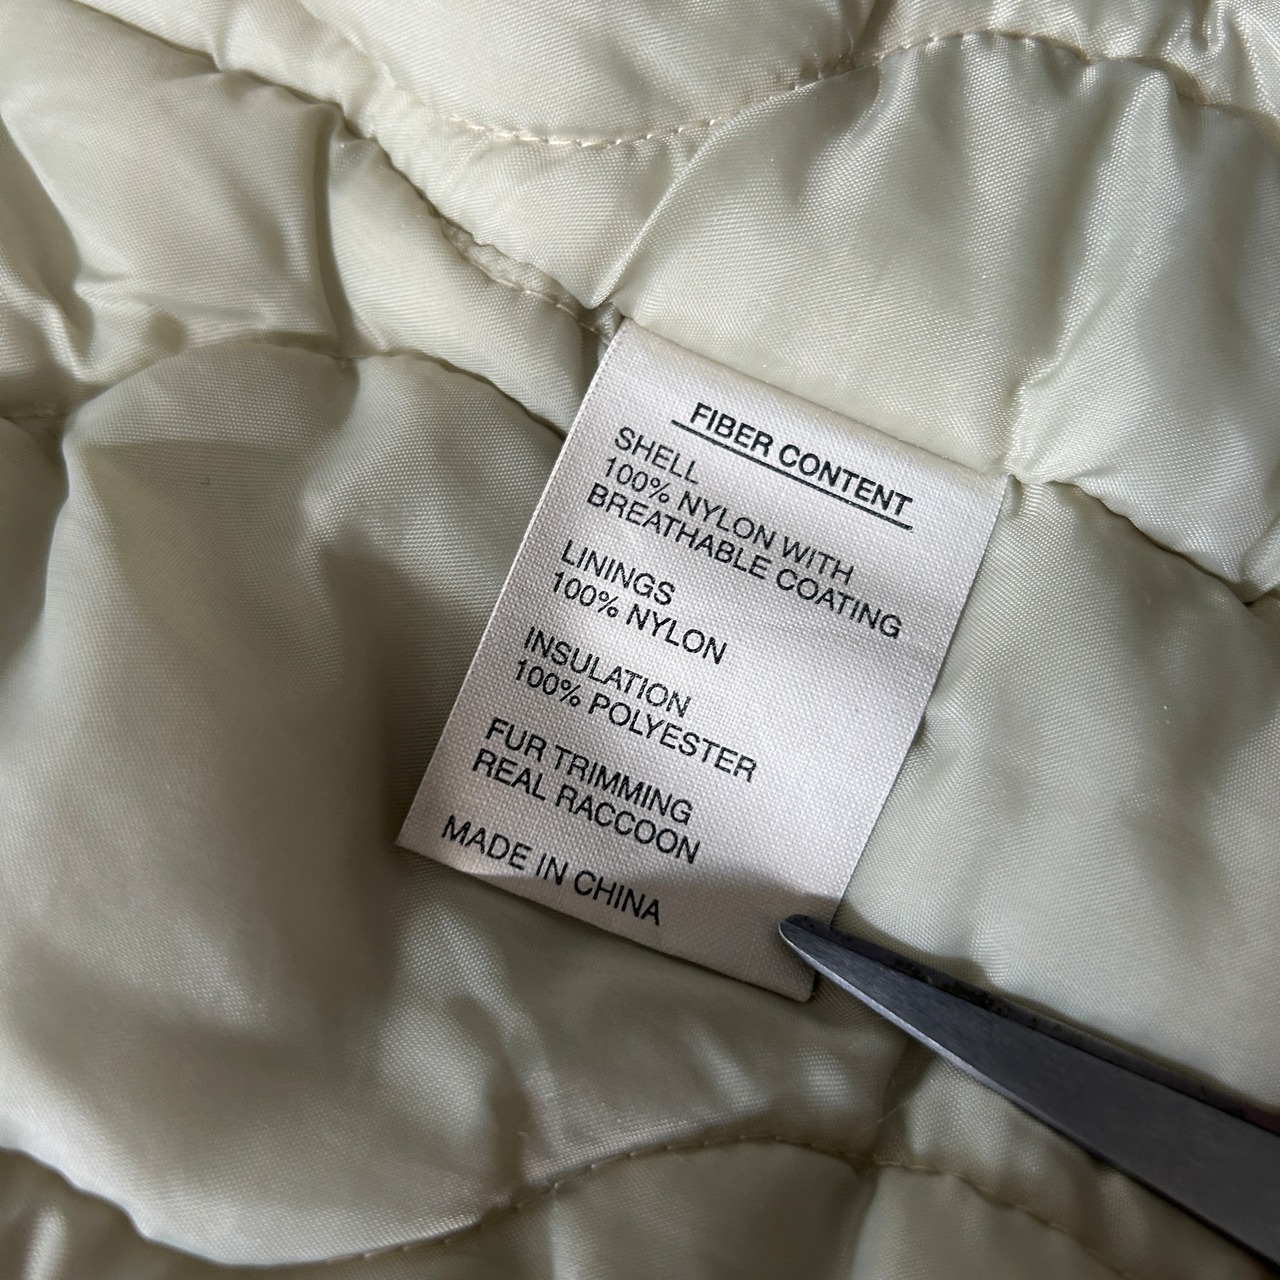 FIBER CONTENT
SHELL
100% NYLON WITH
BREATHABLE COATING
LININGS
100% NYLON
INSULATION
100% POLYESTER
FUR TRIMMING
REAL RACCOON
MADE IN CHINA